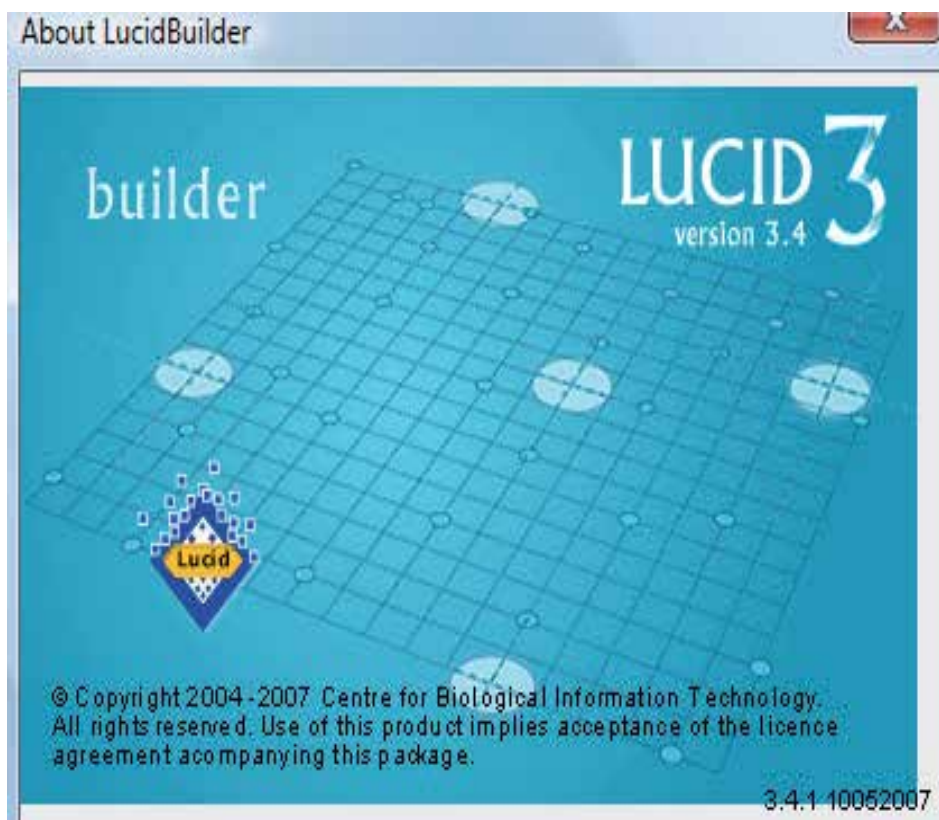 About LucidBuilder
X
builder
LUCID 3
version 3.4
Lucid
© Copyright 2004-2007 Centre for Biological Information Technology.
All rights reserved. Use of this product implies acceptance of the licence
agreement acompanying this package.
3.4.1 10052007